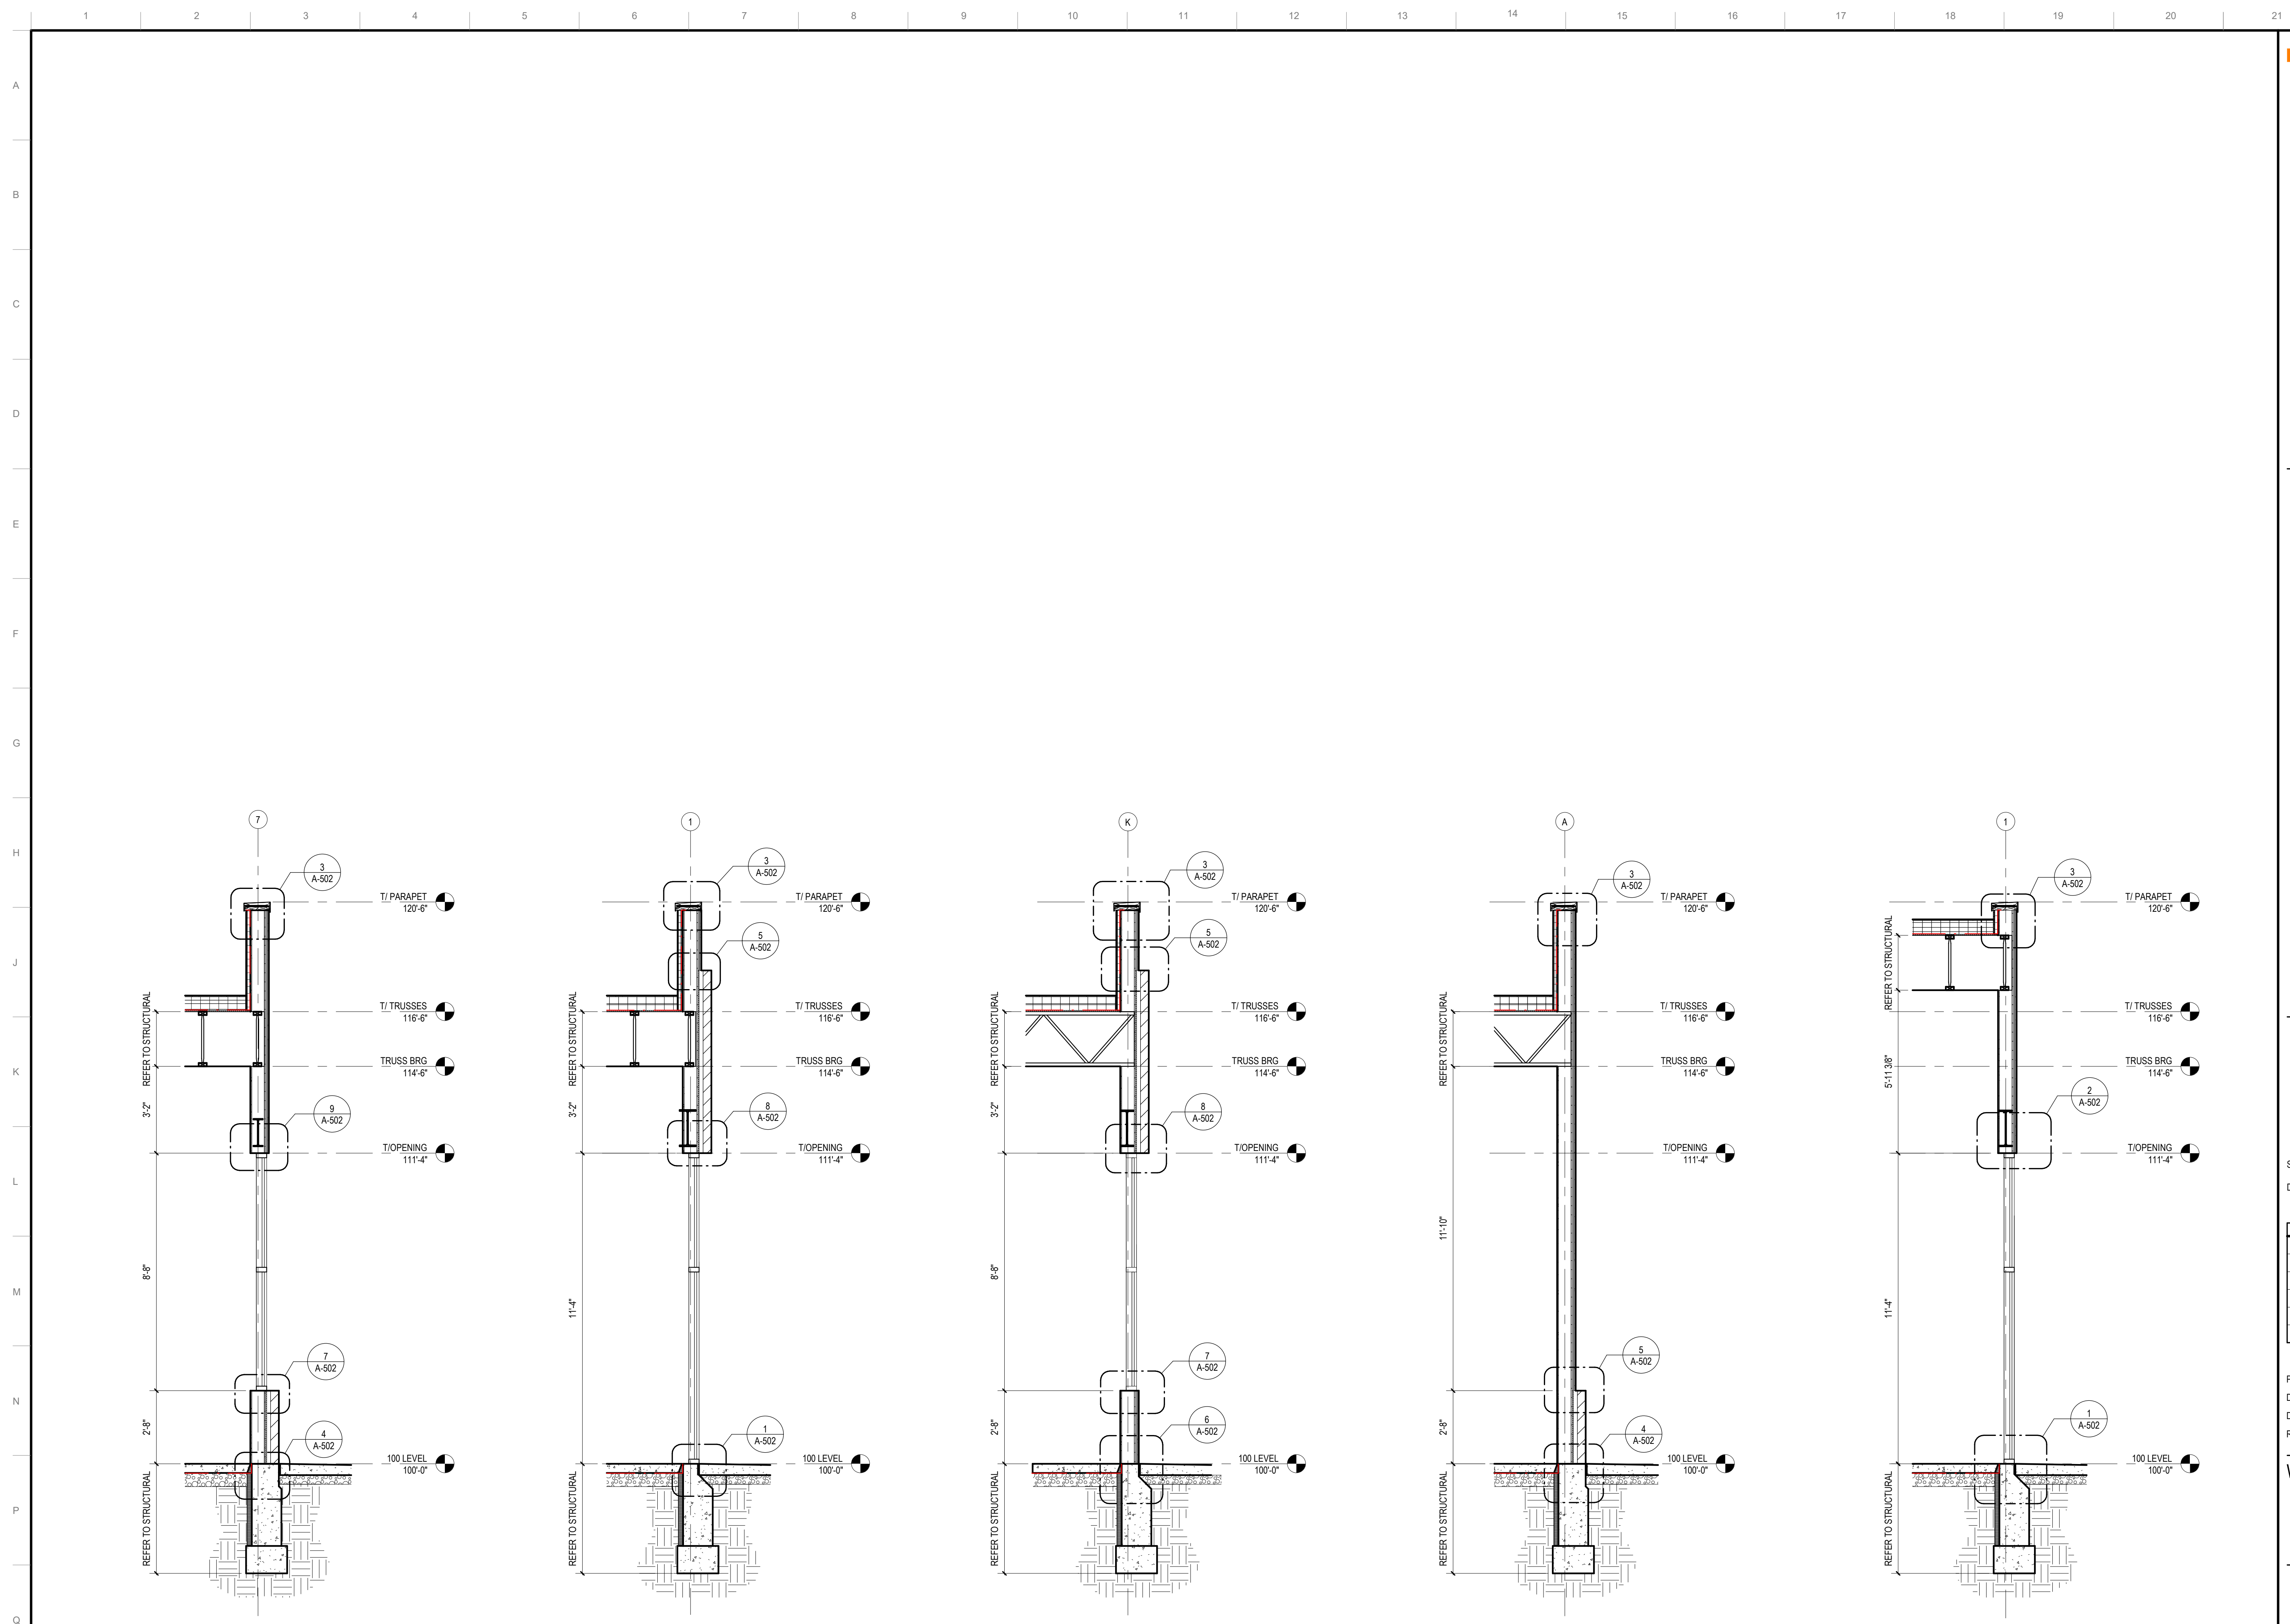 1 2 3 4 5 6 7 8 9 10 11 12 13 14 15 16 17 18 19 20 21
A
B
C
D
E
F
G
H
J
K
L
M
N
P
Q
7
3
A-502
T/ PARAPET
120'-6"
T/ TRUSSES
116'-6"
TRUSS BRG
114'-6"
9
A-502
T/OPENING
111'-4"
7
A-502
4
A-502
100 LEVEL
100'-0"
REFER TO STRUCTURAL
3'-2"
8'-8"
2'-8"
REFER TO STRUCTURAL
1
3
A-502
T/ PARAPET
120'-6"
5
A-502
T/ TRUSSES
116'-6"
TRUSS BRG
114'-6"
8
A-502
T/OPENING
111'-4"
1
A-502
100 LEVEL
100'-0"
REFER TO STRUCTURAL
3'-2"
11'-4"
REFER TO STRUCTURAL
K
3
A-502
T/ PARAPET
120'-6"
5
A-502
T/ TRUSSES
116'-6"
TRUSS BRG
114'-6"
8
A-502
T/OPENING
111'-4"
7
A-502
6
A-502
100 LEVEL
100'-0"
REFER TO STRUCTURAL
3'-2"
8'-8"
2'-8"
REFER TO STRUCTURAL
A
3
A-502
T/ PARAPET
120'-6"
T/ TRUSSES
116'-6"
TRUSS BRG
114'-6"
T/OPENING
111'-4"
5
A-502
4
A-502
100 LEVEL
100'-0"
REFER TO STRUCTURAL
11'-10"
2'-8"
REFER TO STRUCTURAL
1
3
A-502
T/ PARAPET
120'-6"
T/ TRUSSES
116'-6"
TRUSS BRG
114'-6"
2
A-502
T/OPENING
111'-4"
1
A-502
100 LEVEL
100'-0"
REFER TO STRUCTURAL
5'-11 3/8"
11'-4"
REFER TO STRUCTURAL